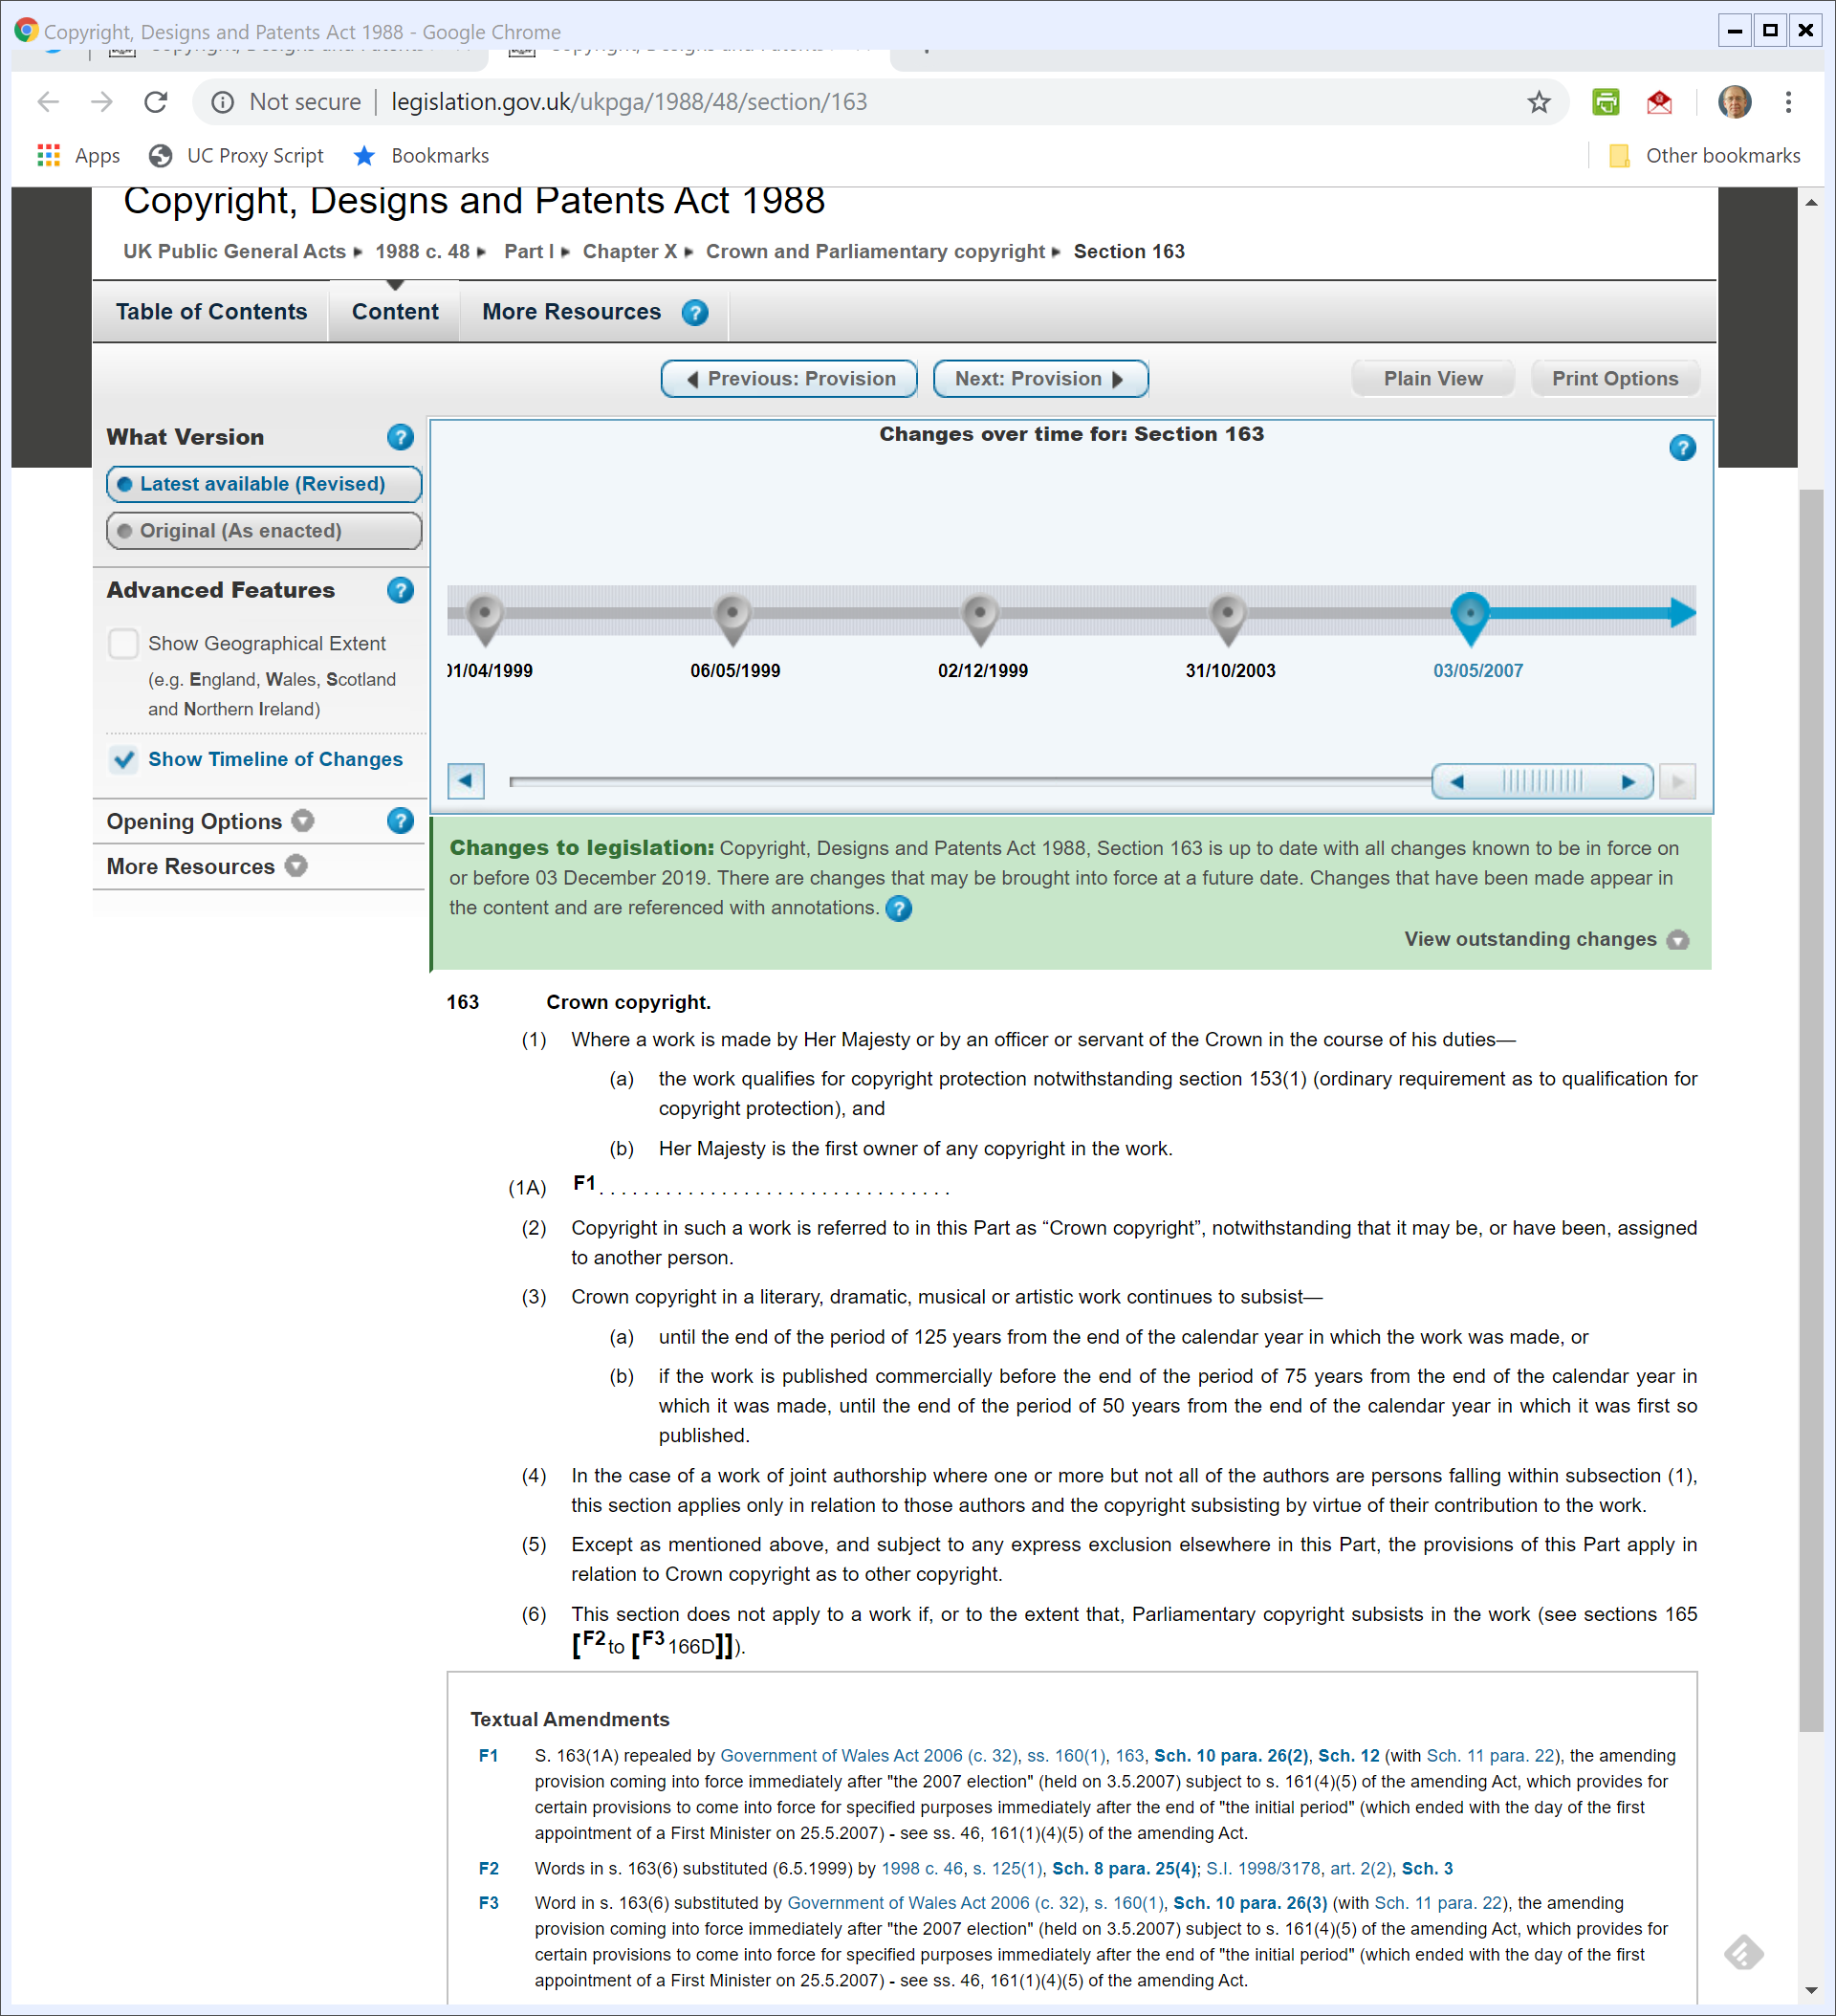 Copyright, Designs and Patents Act 1988 - Google Chrome
Not secure | legislation.gov.uk/ukpga/1988/48/section/163
Apps UC Proxy Script Bookmarks Other bookmarks
Copyright, Designs and Patents Act 1988
UK Public General Acts 1988 c. 48 Part I Chapter X Crown and Parliamentary copyright Section 163
Table of Contents Content More Resources ?
Previous: Provision Next: Provision Plain View Print Options
What Version ?
Latest available (Revised)
Original (As enacted)
Advanced Features ?
Show Geographical Extent
(e.g. England, Wales, Scotland
and Northern Ireland)
Show Timeline of Changes
Opening Options ?
More Resources
Changes over time for: Section 163
?
01/04/1999 06/05/1999 02/12/1999 31/10/2003 03/05/2007
Changes to legislation: Copyright, Designs and Patents Act 1988, Section 163 is up to date with all changes known to be in force on
or before 03 December 2019. There are changes that may be brought into force at a future date. Changes that have been made appear in
the content and are referenced with annotations. ?
View outstanding changes
163 Crown copyright.
(1) Where a work is made by Her Majesty or by an officer or servant of the Crown in the course of his duties—
(a) the work qualifies for copyright protection notwithstanding section 153(1) (ordinary requirement as to qualification for
copyright protection), and
(b) Her Majesty is the first owner of any copyright in the work.
(1A) F1. . . . . . . . . . . . . . . . . . . . . . . . . . . . . . . .
(2) Copyright in such a work is referred to in this Part as “Crown copyright”, notwithstanding that it may be, or have been, assigned
to another person.
(3) Crown copyright in a literary, dramatic, musical or artistic work continues to subsist—
(a) until the end of the period of 125 years from the end of the calendar year in which the work was made, or
(b) if the work is published commercially before the end of the period of 75 years from the end of the calendar year in
which it was made, until the end of the period of 50 years from the end of the calendar year in which it was first so
published.
(4) In the case of a work of joint authorship where one or more but not all of the authors are persons falling within subsection (1),
this section applies only in relation to those authors and the copyright subsisting by virtue of their contribution to the work.
(5) Except as mentioned above, and subject to any express exclusion elsewhere in this Part, the provisions of this Part apply in
relation to Crown copyright as to other copyright.
(6) This section does not apply to a work if, or to the extent that, Parliamentary copyright subsists in the work (see sections 165
[F2to [F3166D]]).
Textual Amendments
F1 S. 163(1A) repealed by Government of Wales Act 2006 (c. 32), ss. 160(1), 163, Sch. 10 para. 26(2), Sch. 12 (with Sch. 11 para. 22), the amending
provision coming into force immediately after "the 2007 election" (held on 3.5.2007) subject to s. 161(4)(5) of the amending Act, which provides for
certain provisions to come into force for specified purposes immediately after the end of "the initial period" (which ended with the day of the first
appointment of a First Minister on 25.5.2007) - see ss. 46, 161(1)(4)(5) of the amending Act.
F2 Words in s. 163(6) substituted (6.5.1999) by 1998 c. 46, s. 125(1), Sch. 8 para. 25(4); S.I. 1998/3178, art. 2(2), Sch. 3
F3 Word in s. 163(6) substituted by Government of Wales Act 2006 (c. 32), s. 160(1), Sch. 10 para. 26(3) (with Sch. 11 para. 22), the amending
provision coming into force immediately after "the 2007 election" (held on 3.5.2007) subject to s. 161(4)(5) of the amending Act, which provides for
certain provisions to come into force for specified purposes immediately after the end of "the initial period" (which ended with the day of the first
appointment of a First Minister on 25.5.2007) - see ss. 46, 161(1)(4)(5) of the amending Act.